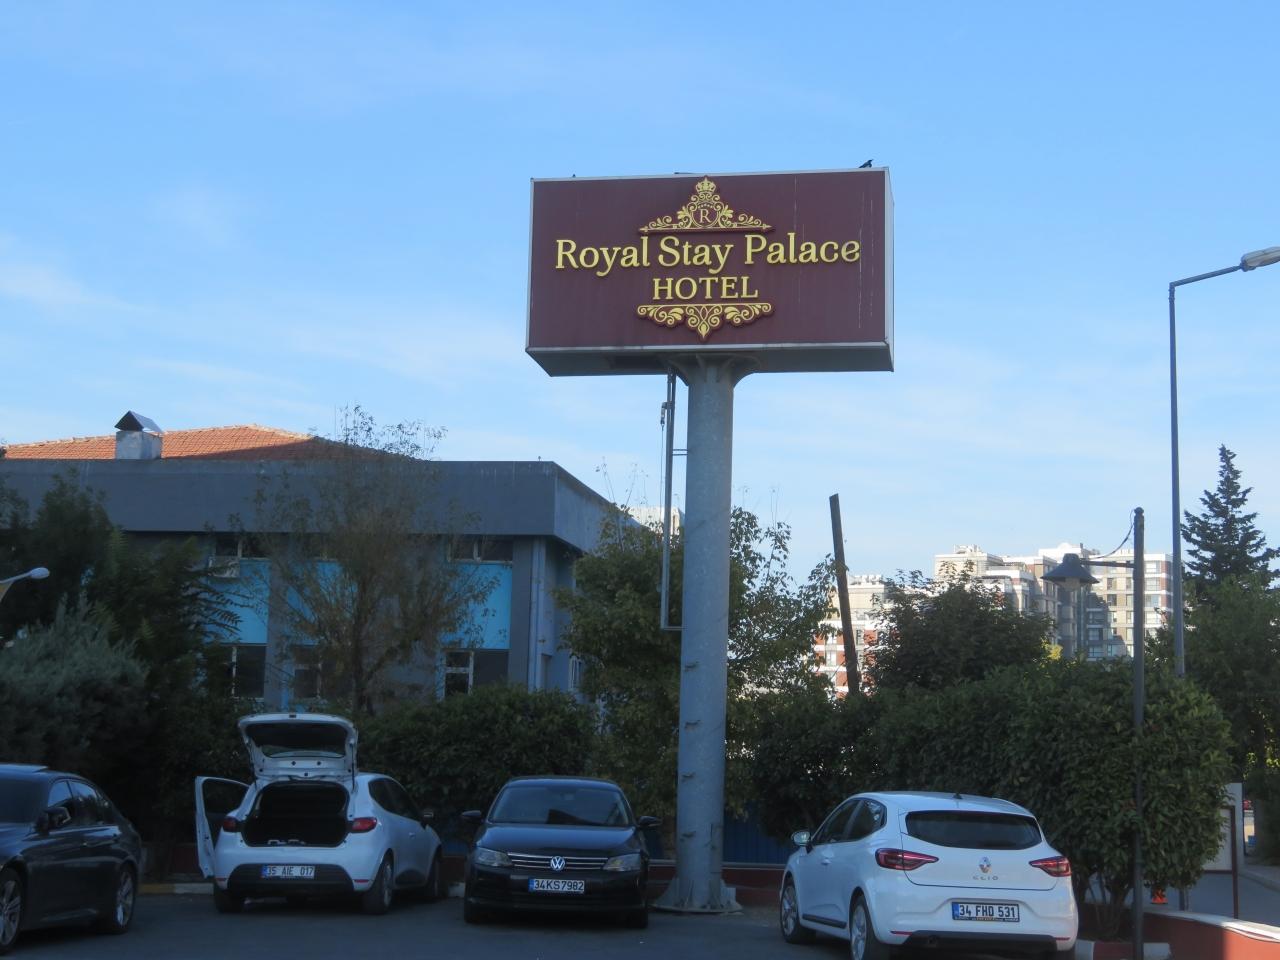 R
Royal Stay Palace
HOTEL
35 AIE 017
34 KS 7982
CLIO
34 FHD 531